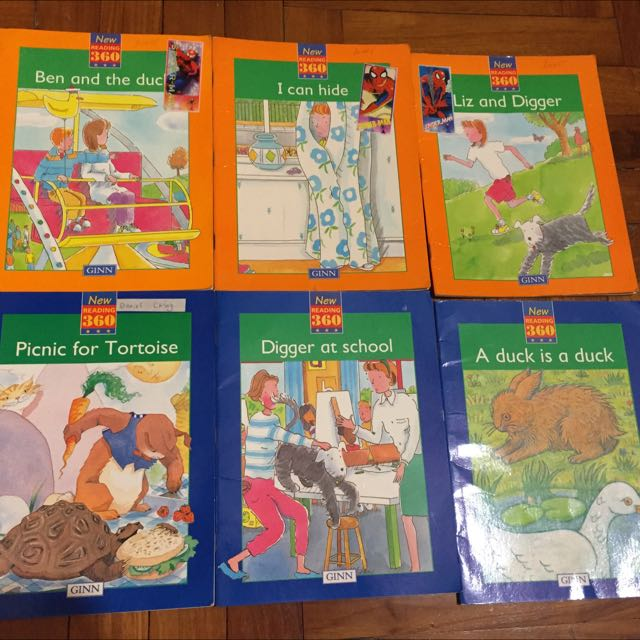 New
READING
360
Ben and the duck
GINN
New
READING
360
I can hide
GINN
New
READING
360
Liz and Digger
GINN
New
READING
360
Daniel
Picnic for Tortoise
GINN
New
READING
360
Digger at school
GINN
New
READING
360
A duck is a duck
GINN